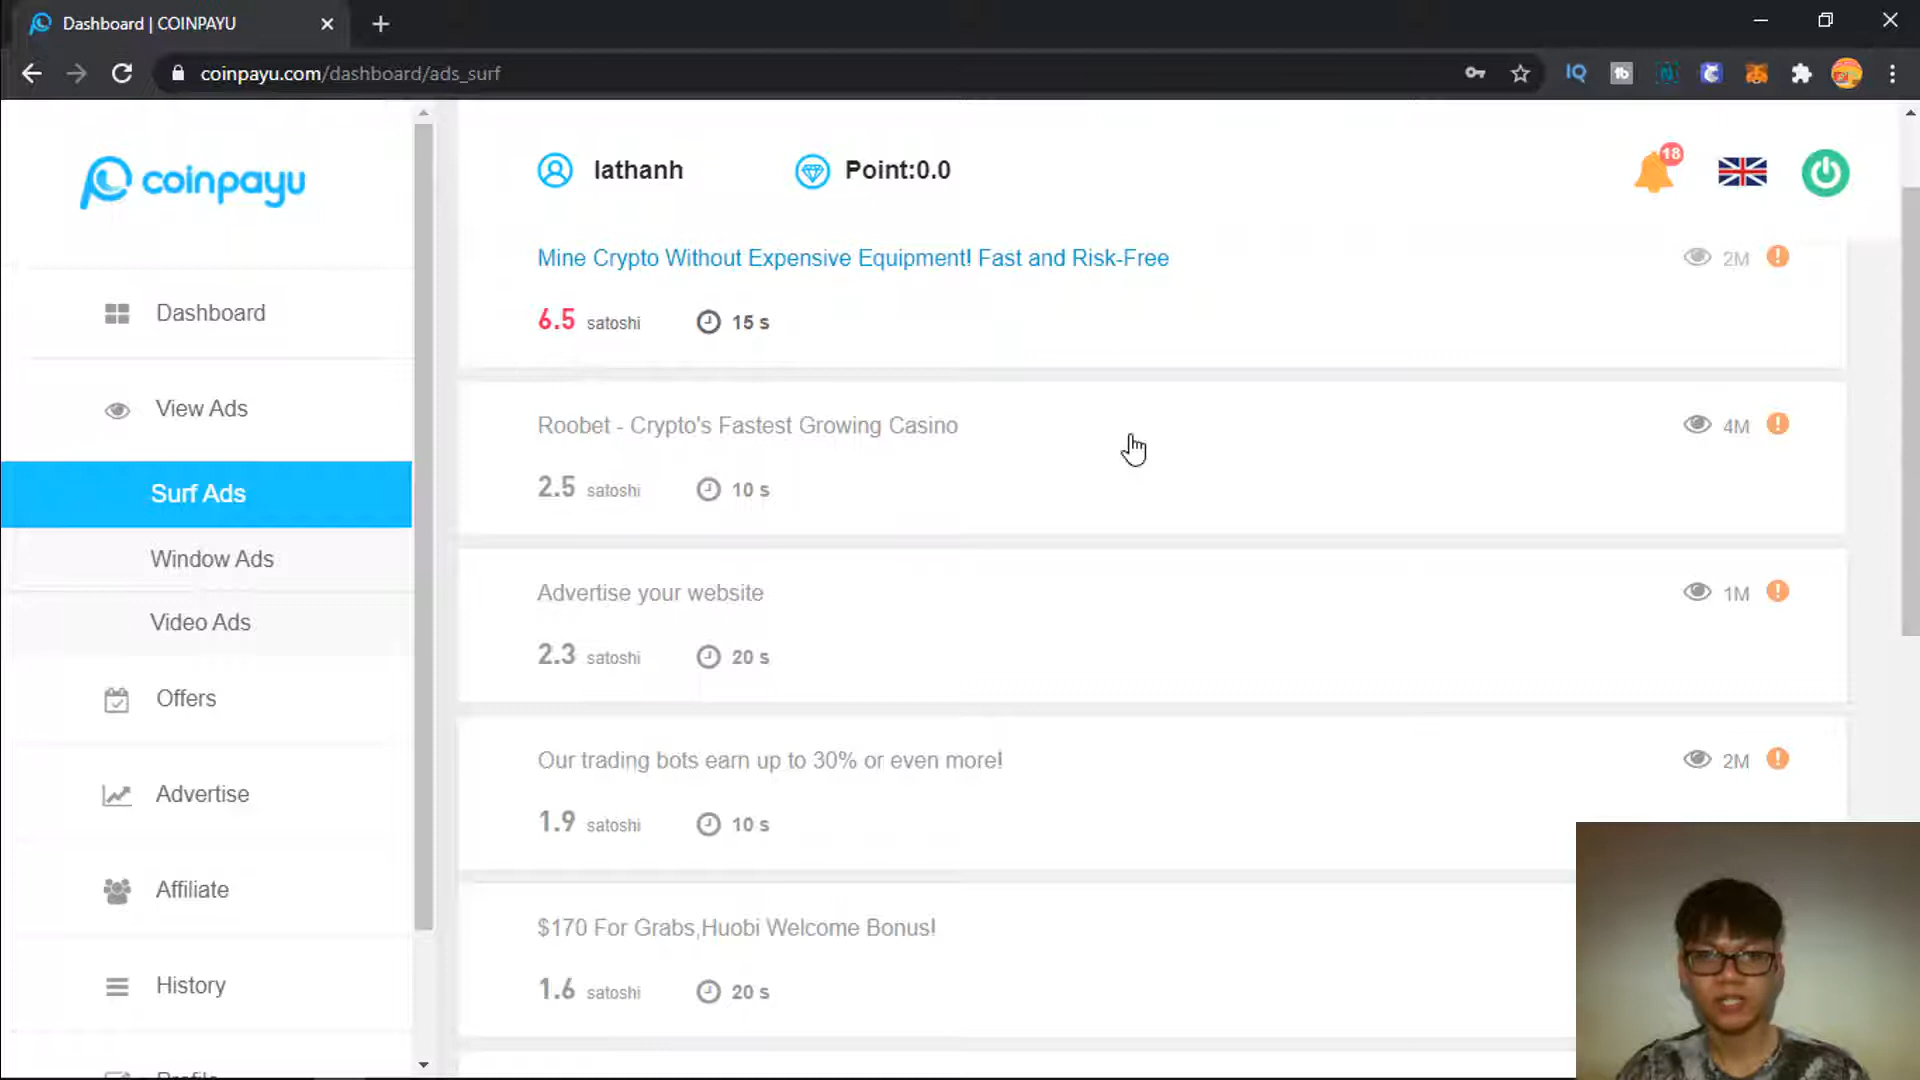 Dashboard | COINPAYU
coinpayu.com/dashboard/ads_surf
IQ
tb
coinpayu
lathanh
Point:0.0
18
Dashboard
View Ads
Surf Ads
Window Ads
Video Ads
Offers
Advertise
Affiliate
History
Profile
Mine Crypto Without Expensive Equipment! Fast and Risk-Free
2M
6.5 satoshi
15 s
Roobet - Crypto's Fastest Growing Casino
4M
2.5 satoshi
10 s
Advertise your website
1M
2.3 satoshi
20 s
Our trading bots earn up to 30% or even more!
2M
1.9 satoshi
10 s
$170 For Grabs,Huobi Welcome Bonus!
1.6 satoshi
20 s